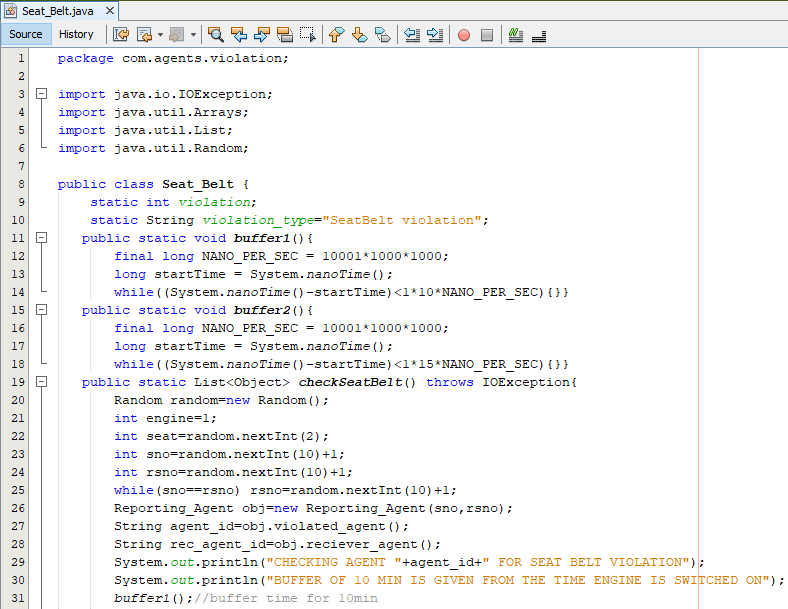 Seat_Belt.java
Source History
1 package com.agents.violation;
2
3 import java.io.IOException;
4 import java.util.Arrays;
5 import java.util.List;
6 import java.util.Random;
7
8 public class Seat_Belt {
9 static int violation;
10 static String violation_type="SeatBelt violation";
11 public static void buffer1(){
12 final long NANO_PER_SEC = 1000l*1000*1000;
13 long startTime = System.nanoTime();
14 while((System.nanoTime()-startTime)<1*10*NANO_PER_SEC){}}
15 public static void buffer2(){
16 final long NANO_PER_SEC = 1000l*1000*1000;
17 long startTime = System.nanoTime();
18 while((System.nanoTime()-startTime)<1*15*NANO_PER_SEC){}}
19 public static List<Object> checkSeatBelt() throws IOException{
20 Random random=new Random();
21 int engine=1;
22 int seat=random.nextInt(2);
23 int sno=random.nextInt(10)+1;
24 int rsno=random.nextInt(10)+1;
25 while(sno==rsno) rsno=random.nextInt(10)+1;
26 Reporting_Agent obj=new Reporting_Agent(sno,rsno);
27 String agent_id=obj.violated_agent();
28 String rec_agent_id=obj.reciever_agent();
29 System.out.println("CHECKING AGENT "+agent_id+" FOR SEAT BELT VIOLATION");
30 System.out.println("BUFFER OF 10 MIN IS GIVEN FROM THE TIME ENGINE IS SWITCHED ON");
31 buffer1();//buffer time for 10min